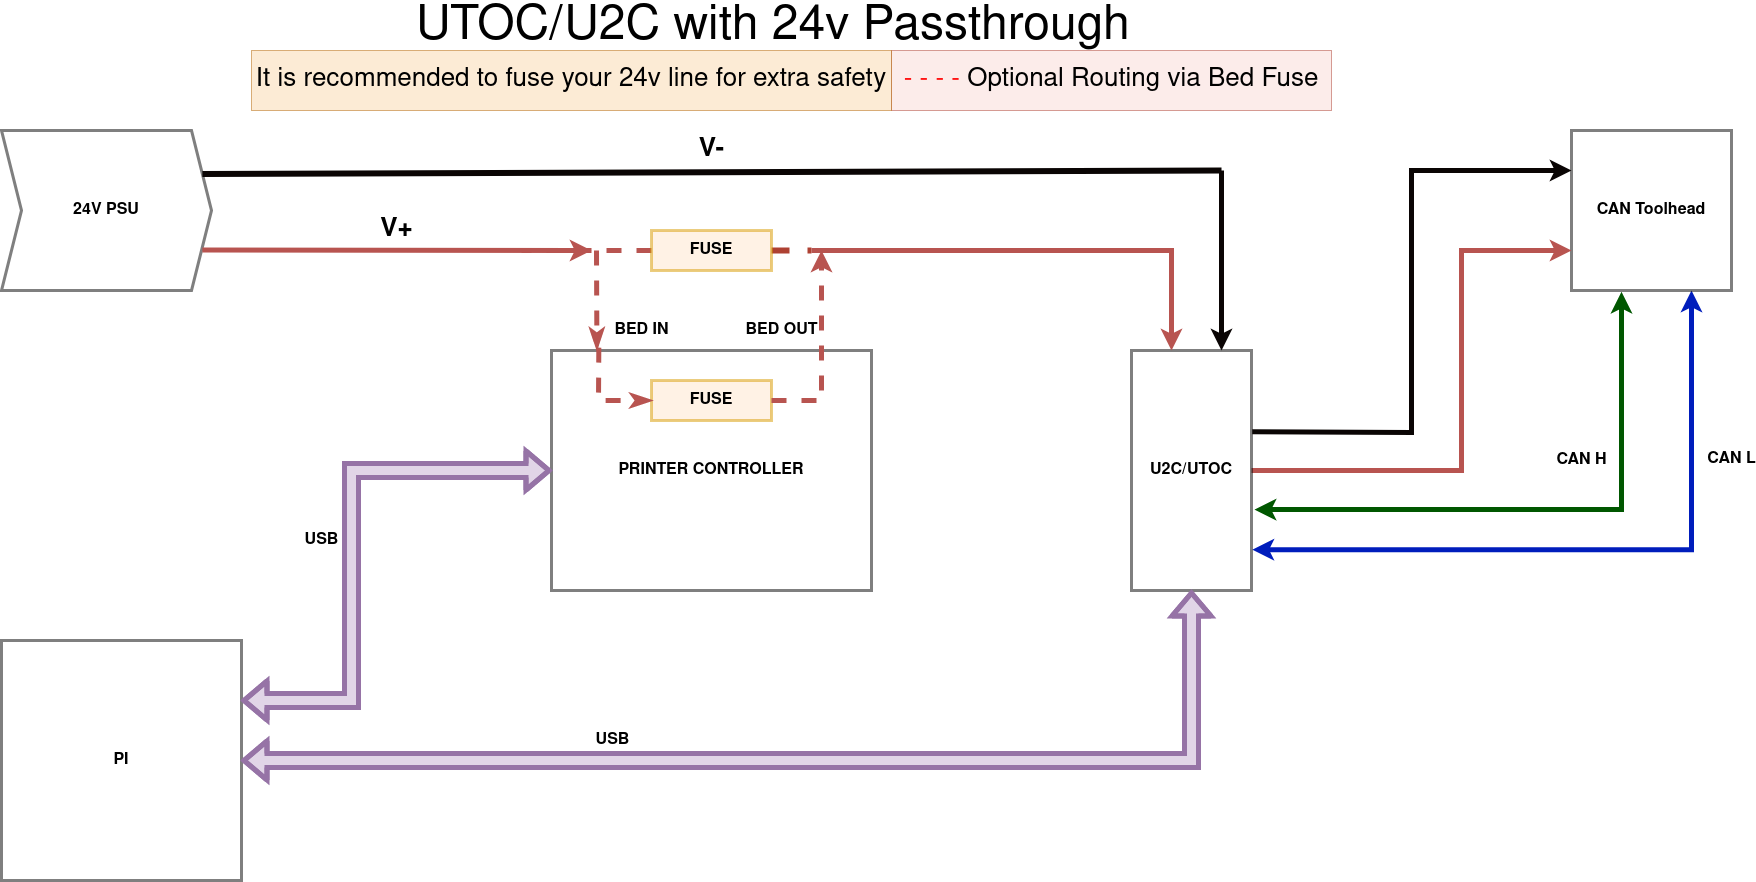 UTOC/U2C with 24v Passthrough
It is recommended to fuse your 24v line for extra safety
- - - - Optional Routing via Bed Fuse
V-
24V PSU
CAN Toolhead
V+
FUSE
BED IN
BED OUT
FUSE
PRINTER CONTROLLER
U2C/UTOC
CAN H
CAN L
USB
USB
PI